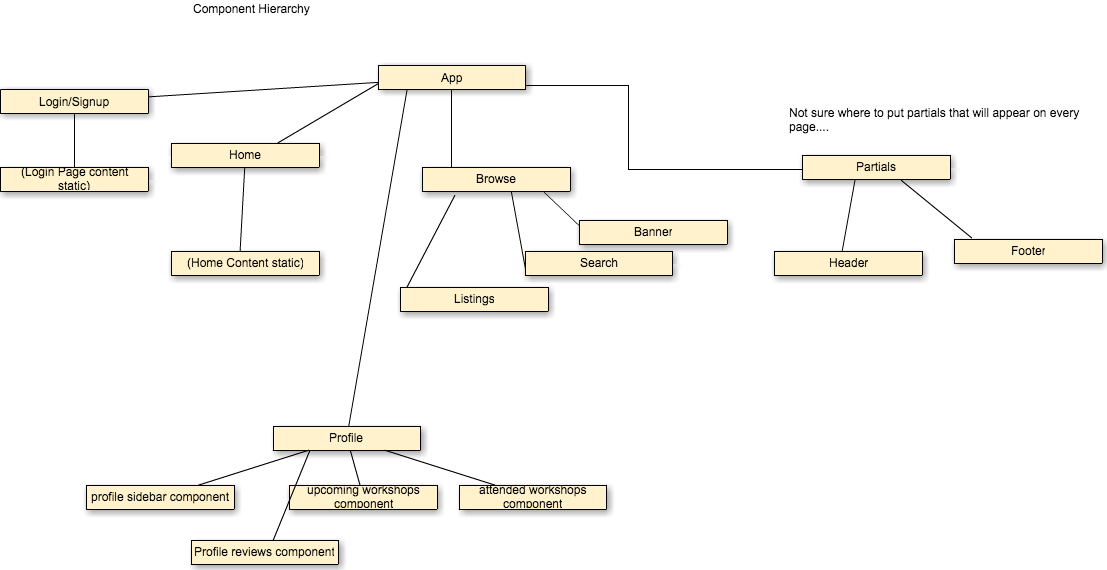 Component Hierarchy
App
Login/Signup
Not sure where to put partials that will appear on every
page....
Home
Partials
(Login Page content
static)
Browse
Banner
Header
Footer
(Home Content static)
Search
Listings
Profile
profile sidebar component
upcoming workshops
component
attended workshops
component
Profile reviews component